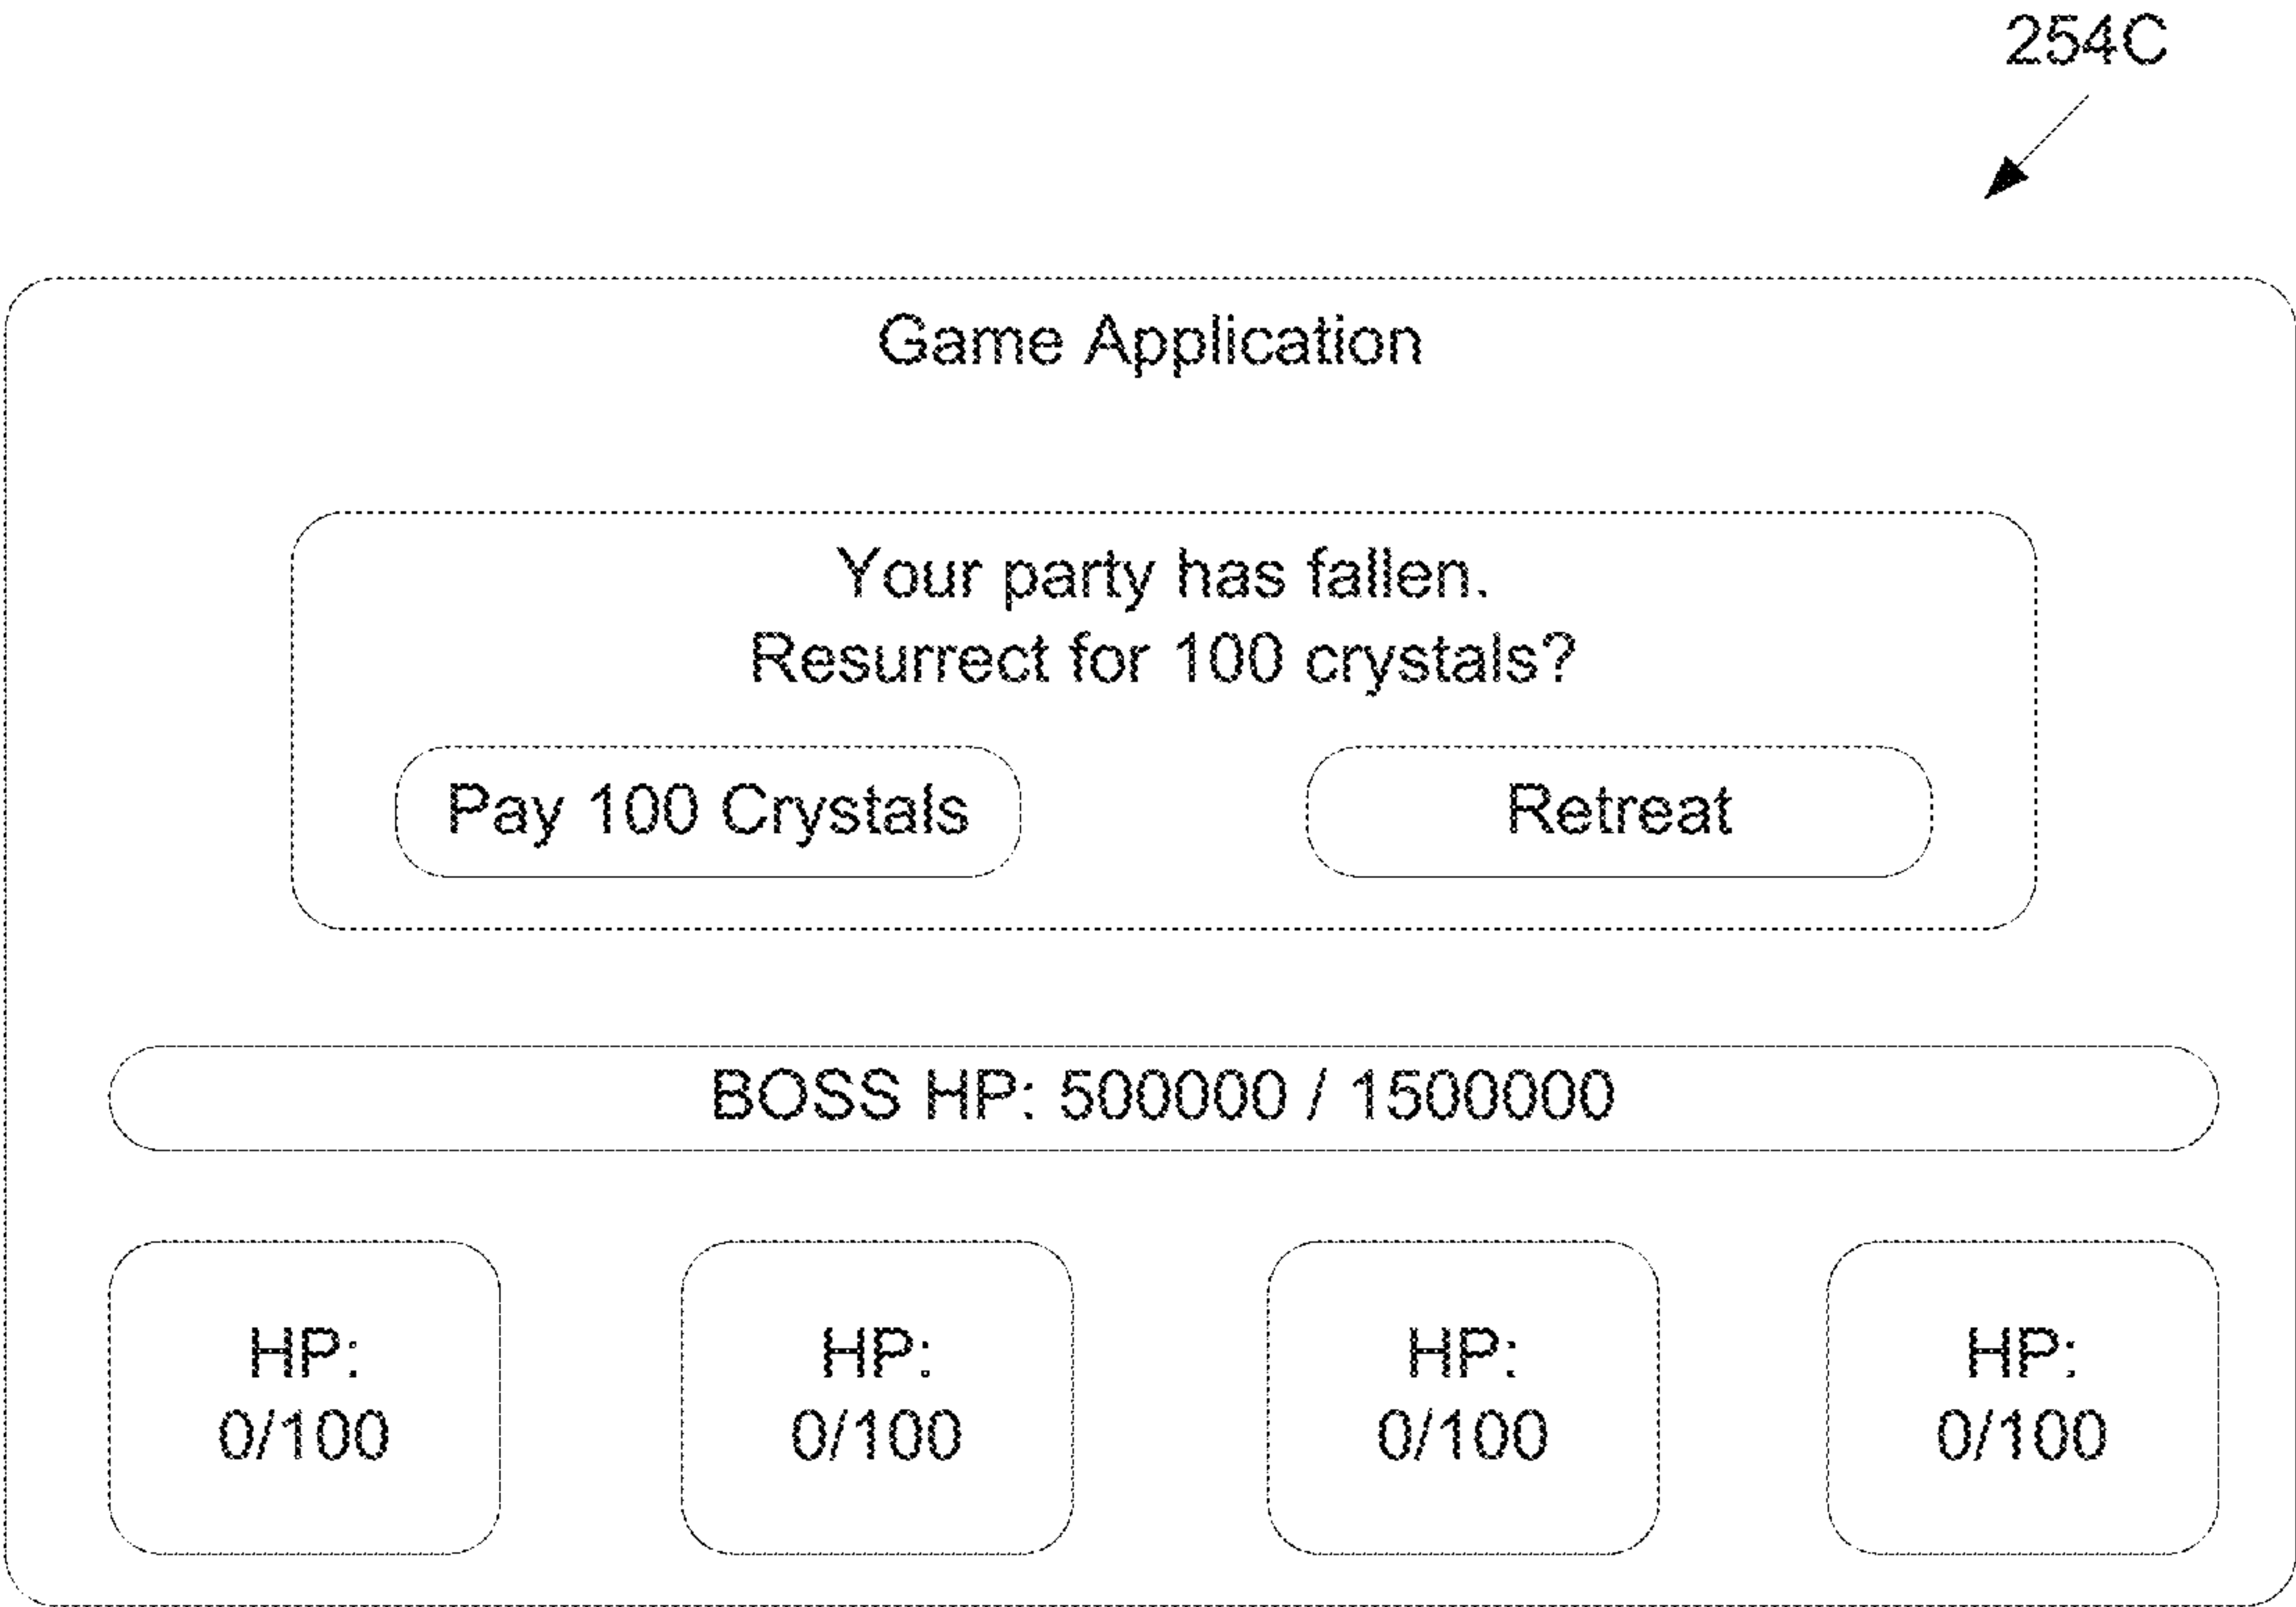 254C
Game Application
Your party has fallen.
Resurrect for 100 crystals?
Pay 100 Crystals
Retreat
BOSS HP: 500000 / 1500000
HP:
0/100
HP:
0/100
HP:
0/100
HP:
0/100